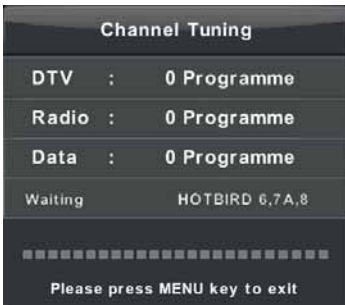 Channel Tuning
DTV : 0 Programme
Radio : 0 Programme
Data : 0 Programme
Waiting HOTBIRD 6,7A,8
Please press MENU key to exit